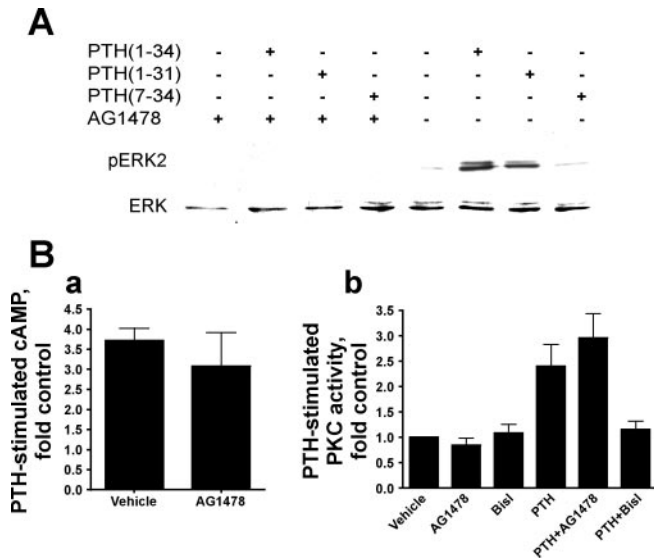 A
PTH(1-34) - + - - - + - -
PTH(1-31) - - + - - - + -
PTH(7-34) - - - + - - - +
AG1478 + + + + - - - -
pERK2
ERK
B
a
PTH-stimulated cAMP,
fold control
4.5
4.0
3.5
3.0
2.5
2.0
1.5
1.0
0.5
0.0
Vehicle AG1478
b
PTH-stimulated
PKC activity,
fold control
3.5
3.0
2.5
2.0
1.5
1.0
0.5
0.0
Vehicle
AG1478
BisI
PTH
PTH+AG1478
PTH+BisI